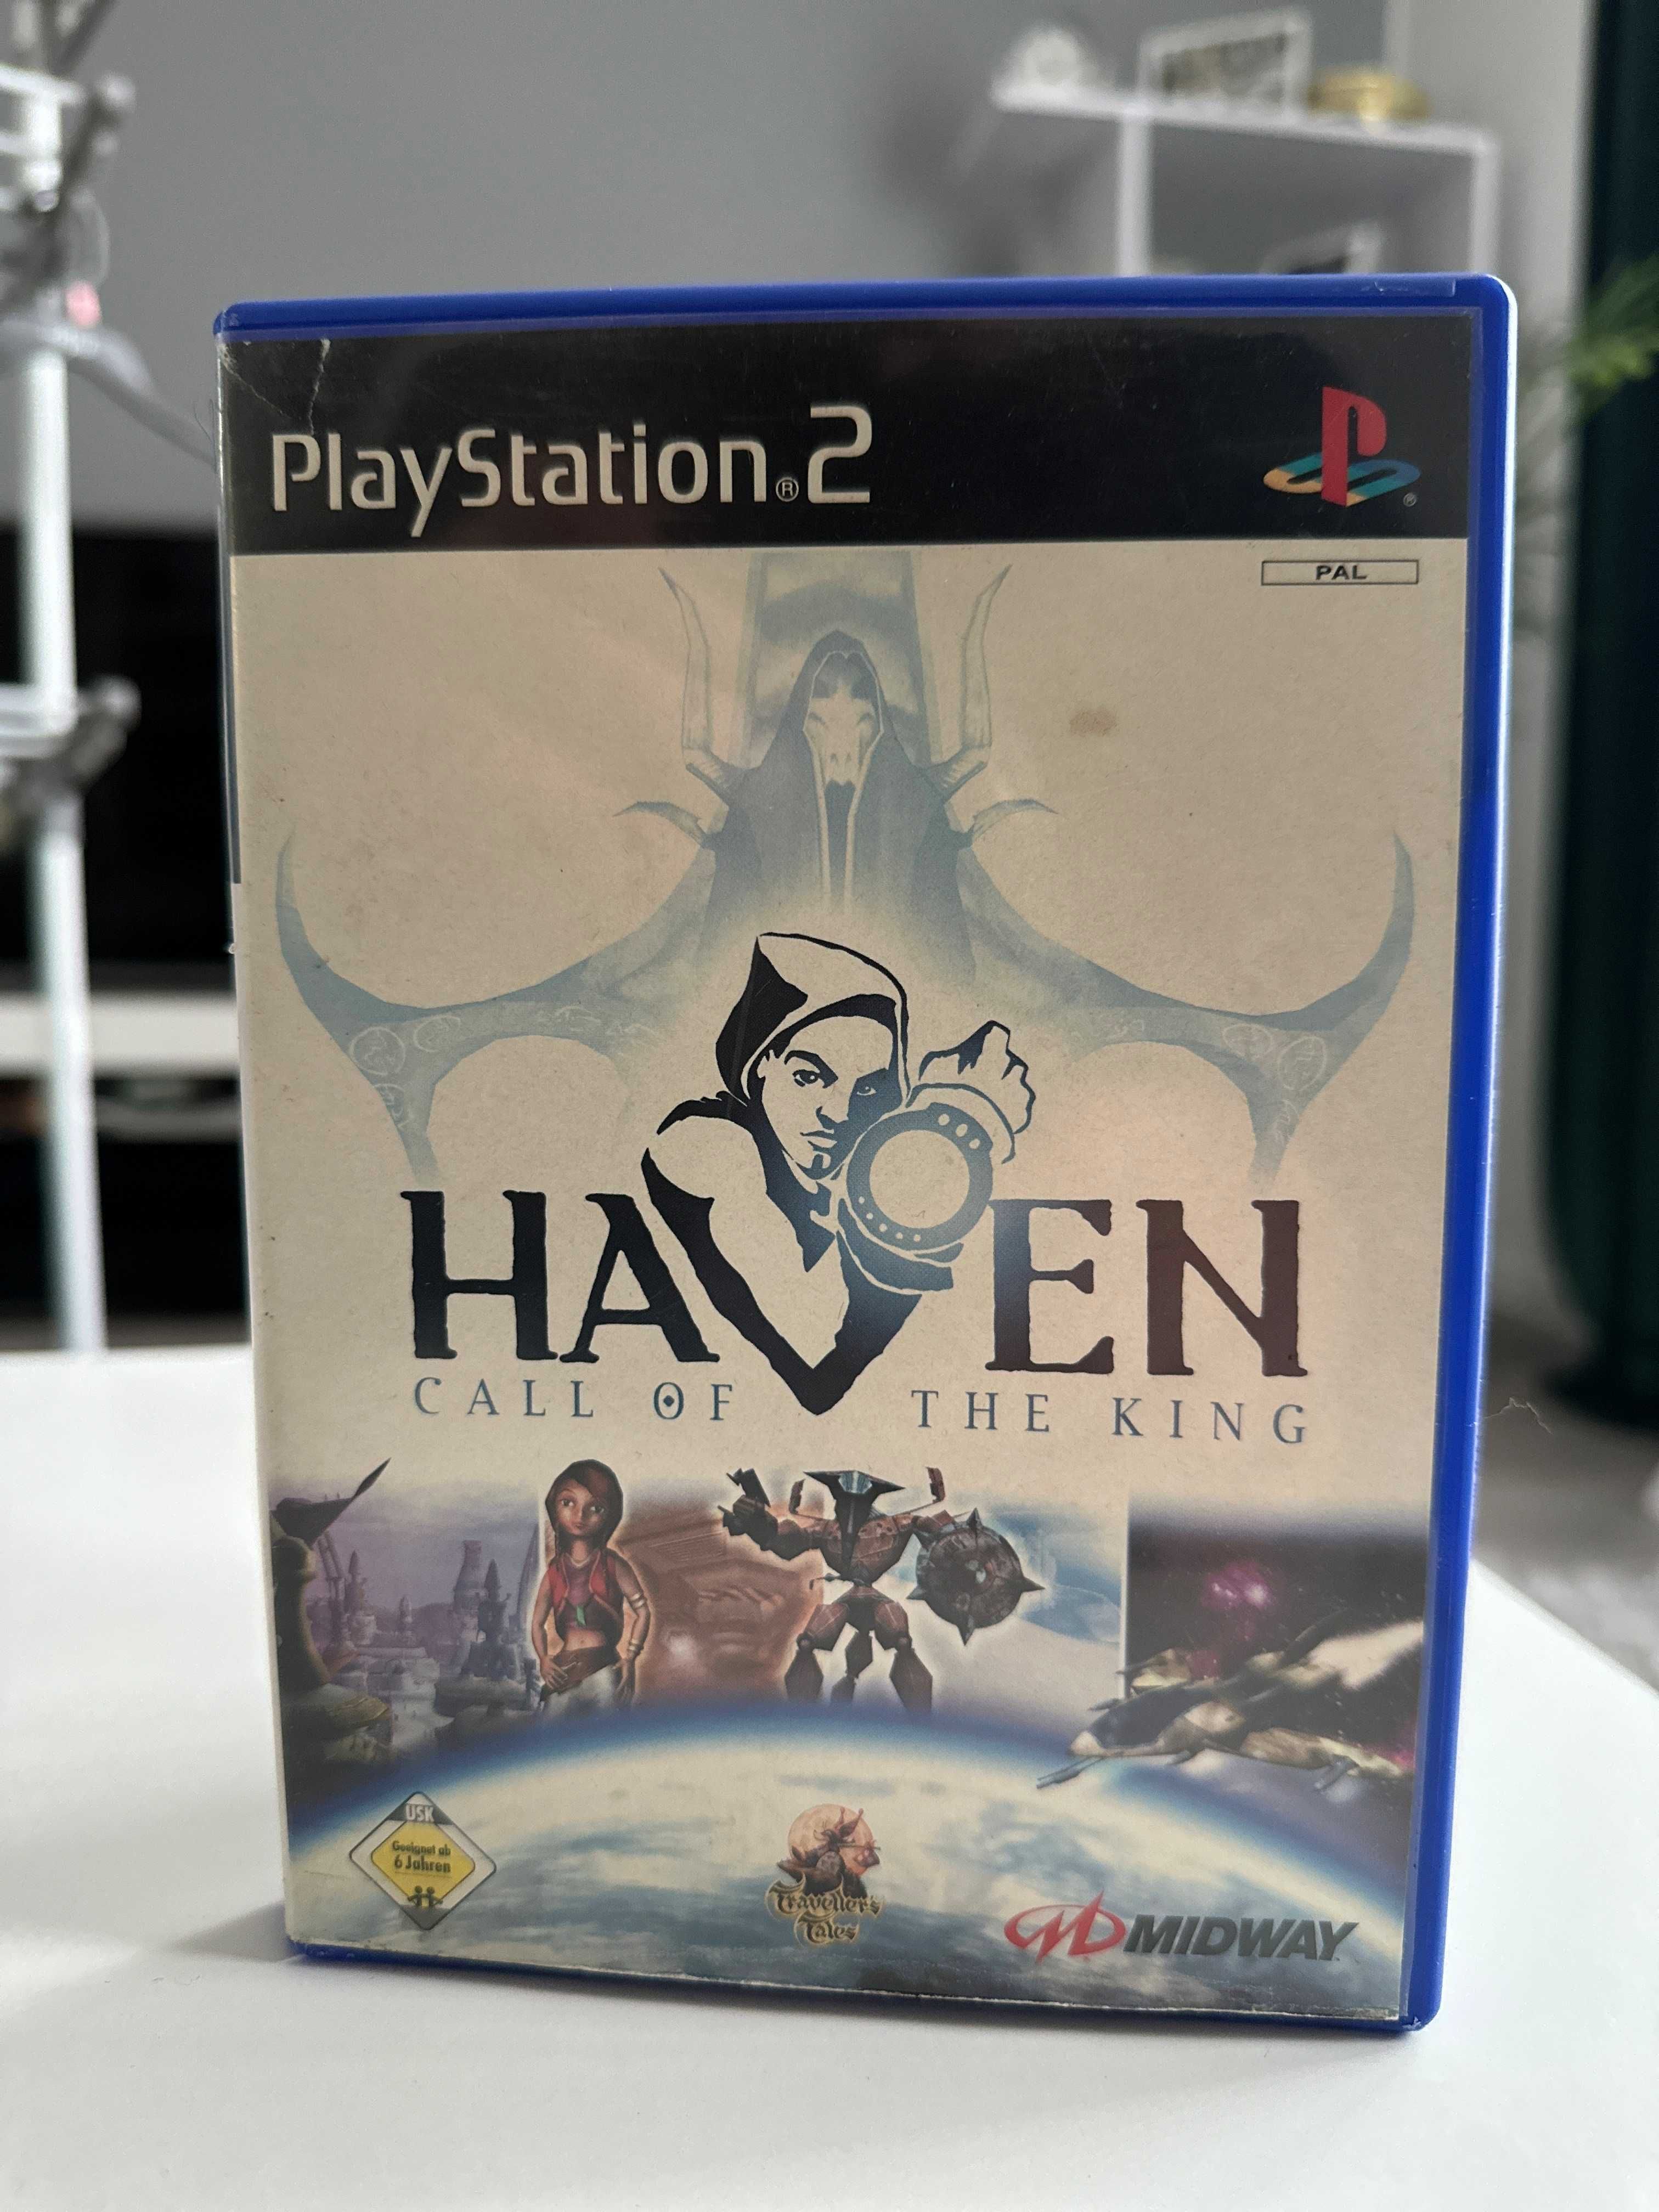 PlayStation®2
®
PAL
HAVEN
CALL OF THE KING
USK
Geeignet ab
6 Jahren
Traveller's
Tales
MIDWAY